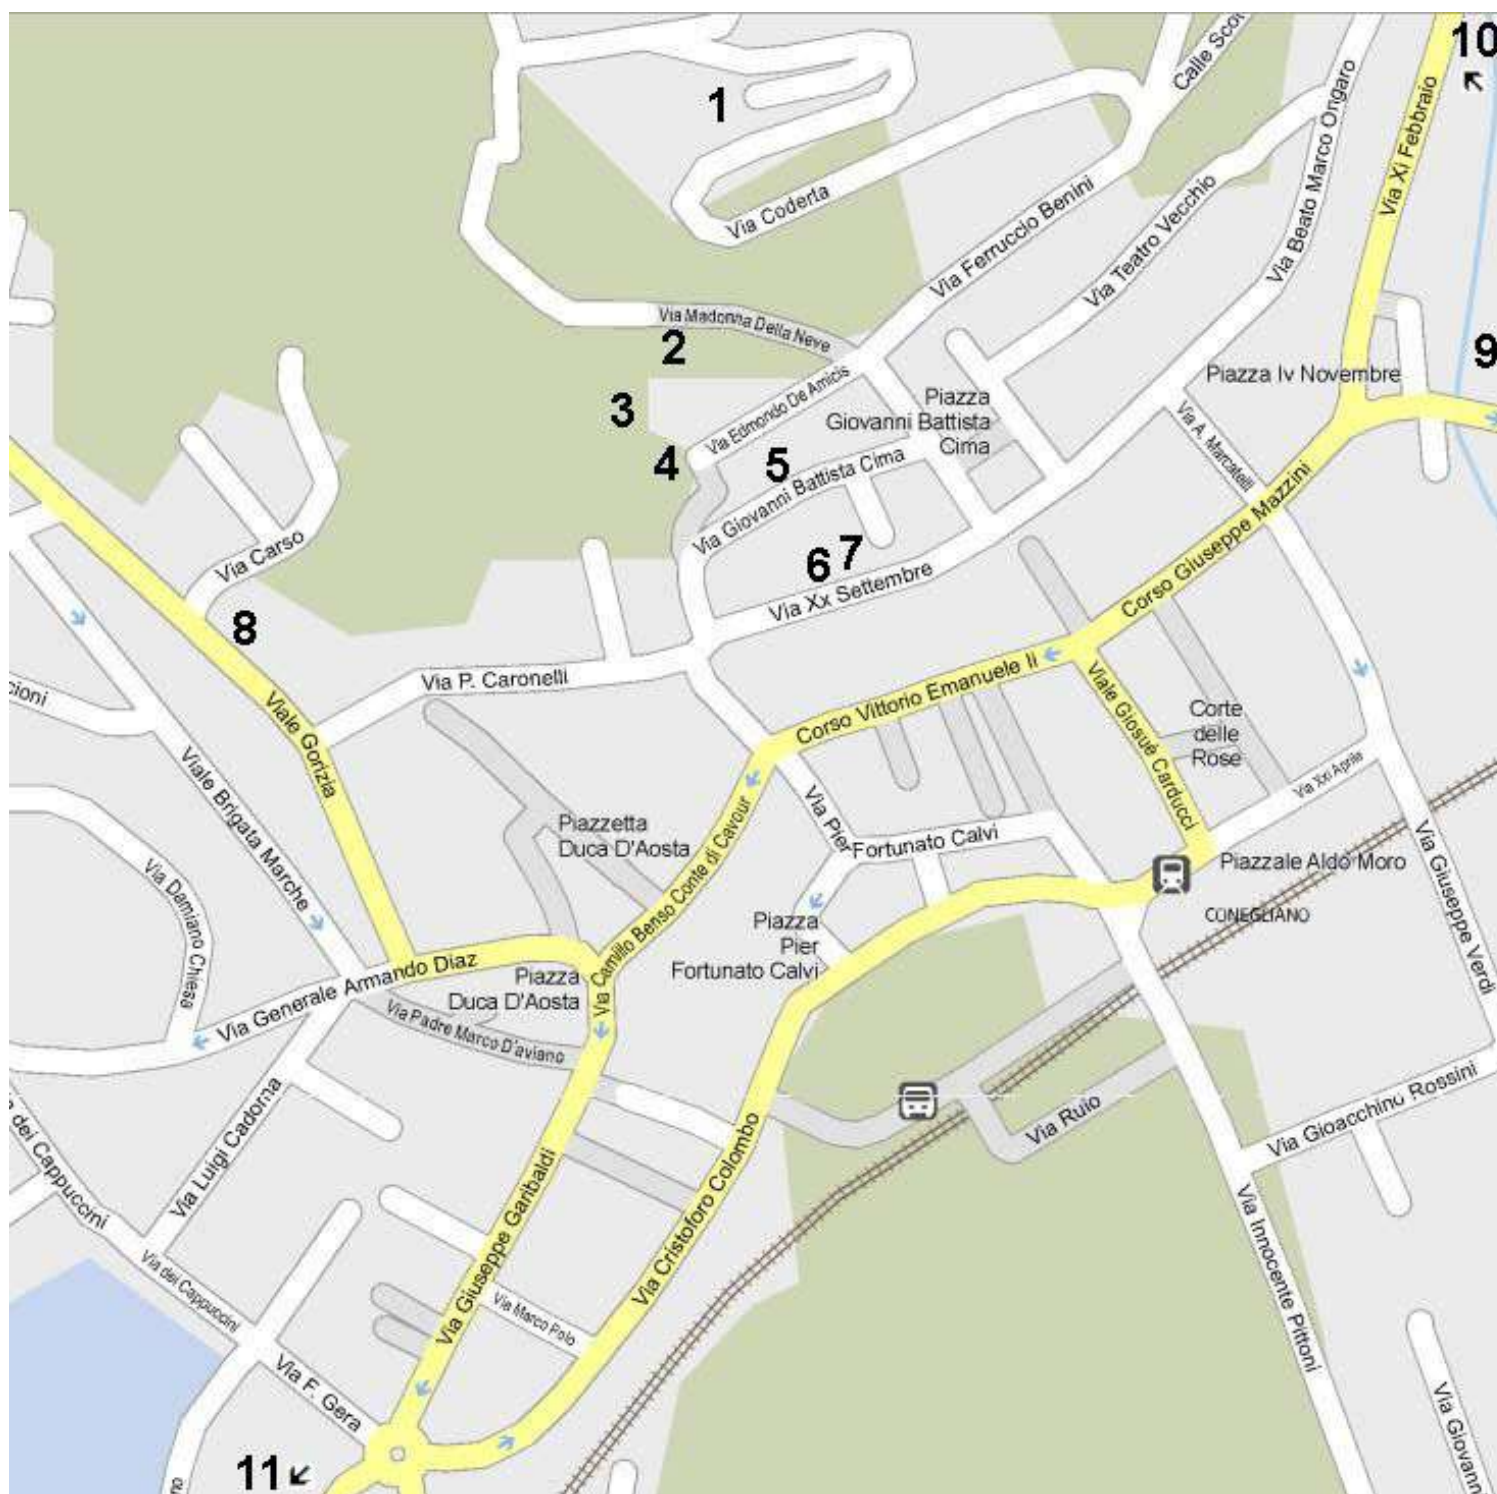 10
1
Calle Scot
Via Xi Febbraio
Via Beato Marco Ongaro
Via Coderta
Via Ferruccio Benini
Via Teatro Vecchio
Via Madonna Della Neve
2
9
Piazza Iv Novembre
3
Via Edmondo De Amicis
Piazza
Giovanni Battista
Cima
Via A. Marcatelli
4
5
Via Giovanni Battista Cima
Corso Giuseppe Mazzini
Via Carso
6
7
Via Xx Settembre
8
Via P. Caronelli
cioni
Viale Gorizia
Corso Vittorio Emanuele Ii
Viale Giosuè Carducci
Corte
delle
Rose
Via Xxi Aprile
Viale Brigata Marche
Piazzetta
Duca D'Aosta
Via Camillo Benso Conte di Cavour
Via Pier
Fortunato Calvi
Via Giuseppe Verdi
Piazzale Aldo Moro
CONEGLIANO
Via Damiano Chiesa
Piazza
Pier
Fortunato Calvi
Via Generale Armando Diaz
Piazza
Duca D'Aosta
Via Padre Marco D'aviano
Via Ruio
Via Gioacchino Rossini
dei Cappuccini
Via Luigi Cadorna
Via Cristoforo Colombo
Via Giuseppe Garibaldi
Via Innocente Pittoni
Via dei Cappuccini
Via Marco Polo
Via F. Gera
Via Giovann
11